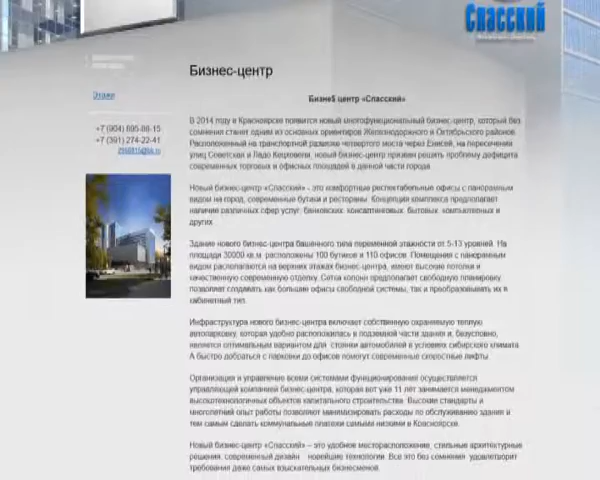 Спасский
Бизнес-центр
Бизнеб центр «Спасский»
Этажи
+7 (904) 895-88-15
+7 (391) 274-22-41
В 2014 году в Красноярске появится новый многофункциональный бизнес-центр, который без
сомнения станет одним из основных ориентиров Железнодорожного и Октябрьского районов.
Расположенный на транспортной развязке четвертого моста через Енисей, на пересечении
улиц Советская и Ладо Кецховели, новый бизнес-центр призван решить проблему дефицита
современных торговых и офисных площадей в данной части города.
Новый бизнес-центр «Спасский» - это комфортные респектабельные офисы с панорамным
видом на город, современные бутики и рестораны. Концепция комплекса предполагает
наличие различных сфер услуг: банковских, консалтинговых, бытовых, компьютерных и
других.
Здание нового бизнес-центра башенного типа переменной этажности от 5-13 уровней. На
площади 30000 кв.м. расположены 100 бутиков и 110 офисов. Помещения с панорамным
видом располагаются на верхних этажах бизнес-центра, имеют высокие потолки и
качественную современную отделку. Сетка колонн предполагает свободную планировку
позволяет создавать как большие офисы свободной системы, так и преобразовывать их в
кабинетный тип.
Инфраструктура нового бизнес-центра включает собственную охраняемую теплую
автопарковку, которая удобно расположилась в подземной части здания и, безусловно,
является оптимальным вариантом для стоянки автомобилей в условиях сибирского климата.
А быстро добраться с парковки до офисов помогут современные скоростные лифты.
Организация и управление всеми системами функционирования осуществляется
управляющей компанией бизнес-центра, которая вот уже 11 лет занимается менеджментом
высокотехнологичных объектов капитального строительства. Высокие стандарты и
многолетний опыт работы позволяют минимизировать расходы по обслуживанию здания и
тем самым сделать коммунальные платежи самыми низкими в Красноярске.
Новый бизнес-центр «Спасский» – это удобное месторасположение, стильные архитектурные
решения, современный дизайн новейшие технологии. Все это без сомнения удовлетворит
требования даже самых взыскательных бизнесменов.